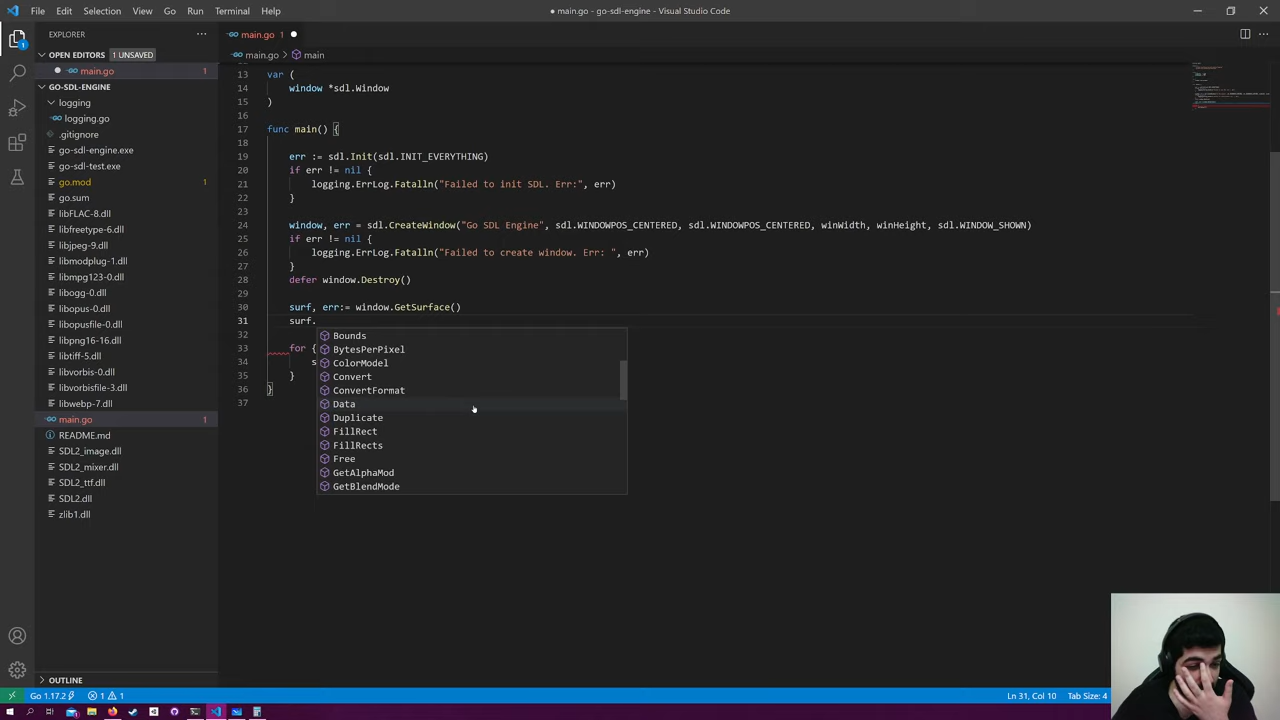 File Edit Selection View Go Run Terminal Help
● main.go - go-sdl-engine - Visual Studio Code
EXPLORER
OPEN EDITORS 1 UNSAVED
main.go 1
GO-SDL-ENGINE
logging
logging.go
.gitignore
go-sdl-engine.exe
go-sdl-test.exe
go.mod 1
go.sum
libFLAC-8.dll
libfreetype-6.dll
libjpeg-9.dll
libmodplug-1.dll
libmpg123-0.dll
libogg-0.dll
libopus-0.dll
libopusfile-0.dll
libpng16-16.dll
libtiff-5.dll
libvorbis-0.dll
libvorbisfile-3.dll
libwebp-7.dll
main.go 1
README.md
SDL2_image.dll
SDL2_mixer.dll
SDL2_ttf.dll
SDL2.dll
zlib1.dll
OUTLINE
main.go 1
main.go > main
13 var (
14 window *sdl.Window
15 )
16
17 func main() {
18
19 err := sdl.Init(sdl.INIT_EVERYTHING)
20 if err != nil {
21 logging.ErrLog.Fatalln("Failed to init SDL. Err:", err)
22 }
23
24 window, err = sdl.CreateWindow("Go SDL Engine", sdl.WINDOWPOS_CENTERED, sdl.WINDOWPOS_CENTERED, winWidth, winHeight, sdl.WINDOW_SHOWN)
25 if err != nil {
26 logging.ErrLog.Fatalln("Failed to create window. Err: ", err)
27 }
28 defer window.Destroy()
29
30 surf, err:= window.GetSurface()
31 surf.
32
33 for {
34 s
35 }
36 }
37
Bounds
BytesPerPixel
ColorModel
Convert
ConvertFormat
Data
Duplicate
FillRect
FillRects
Free
GetAlphaMod
GetBlendMode
1
Go 1.17.2 1 1
Ln 31, Col 10 Tab Size: 4